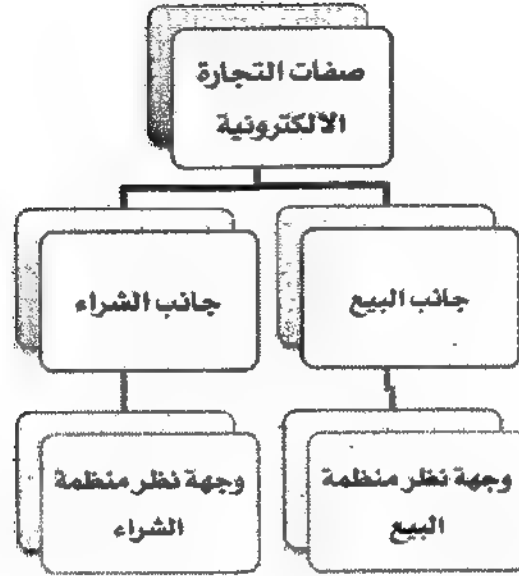 صفات التجارة
الالكترونية
جانب البيع
جانب الشراء
وجهة نظر منظمة
البيع
وجهة نظر منظمة
الشراء